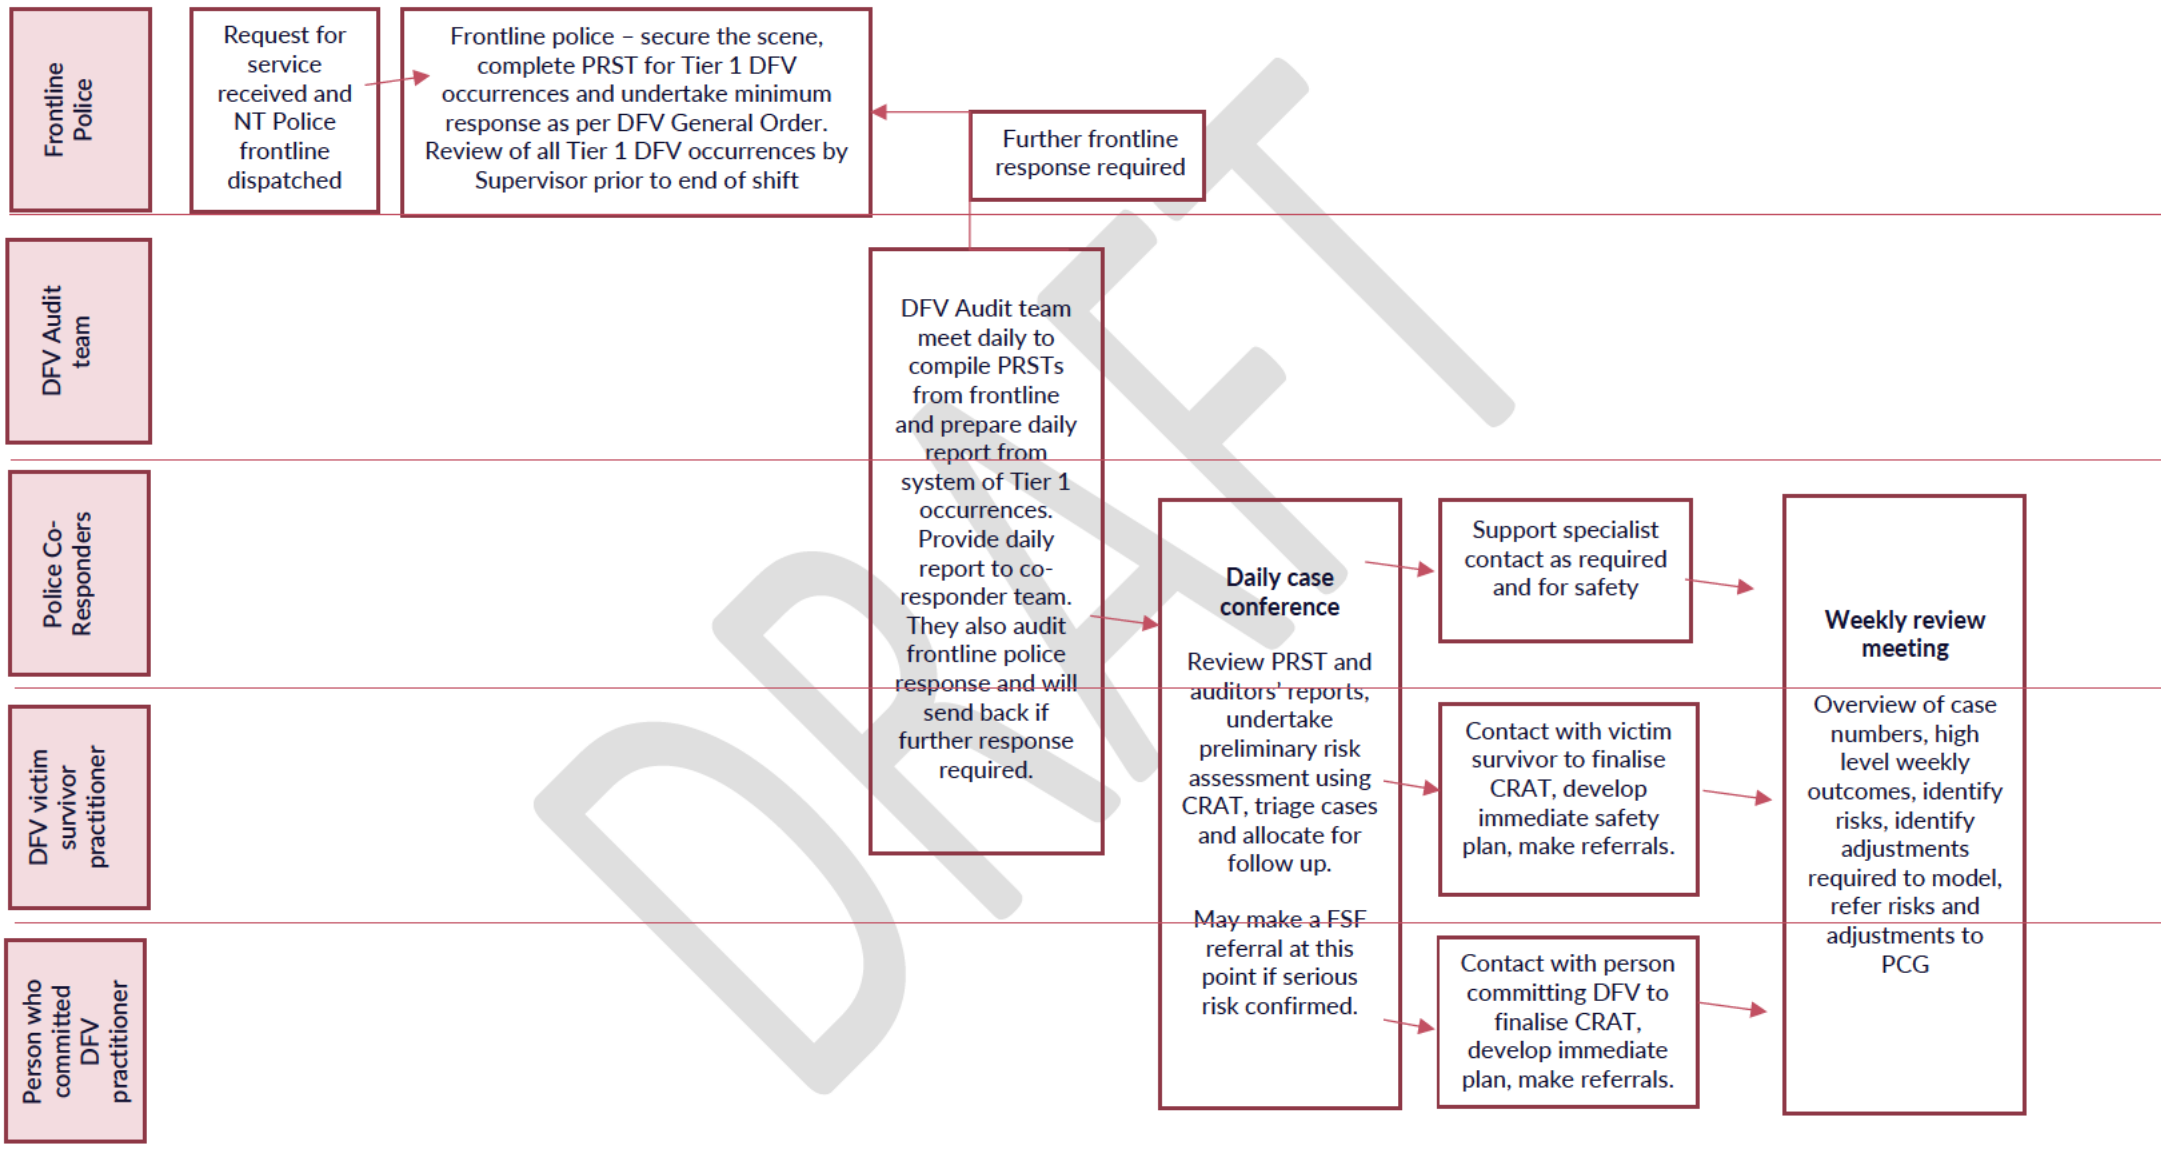 Frontline
Police
Request for
service
received and
NT Police
frontline
dispatched
Frontline police – secure the scene,
complete PRST for Tier 1 DFV
occurrences and undertake minimum
response as per DFV General Order.
Review of all Tier 1 DFV occurrences by
Supervisor prior to end of shift
Further frontline
response required
DFV Audit
team
DFV Audit team
meet daily to
compile PRSTs
from frontline
and prepare daily
report from
system of Tier 1
occurrences.
Provide daily
report to co-
responder team.
They also audit
frontline police
response and will
send back if
further response
required.
Police Co-
Responders
Daily case
conference
Review PRST and
auditors' reports,
undertake
preliminary risk
assessment using
CRAT, triage cases
and allocate for
follow up.
May make a FSF
referral at this
point if serious
risk confirmed.
Support specialist
contact as required
and for safety
Weekly review
meeting
Overview of case
numbers, high
level weekly
outcomes, identify
risks, identify
adjustments
required to model,
refer risks and
adjustments to
PCG
DFV victim
survivor
practitioner
Contact with victim
survivor to finalise
CRAT, develop
immediate safety
plan, make referrals.
Person who
committed
DFV
practitioner
Contact with person
committing DFV to
finalise CRAT,
develop immediate
plan, make referrals.
DRAFT